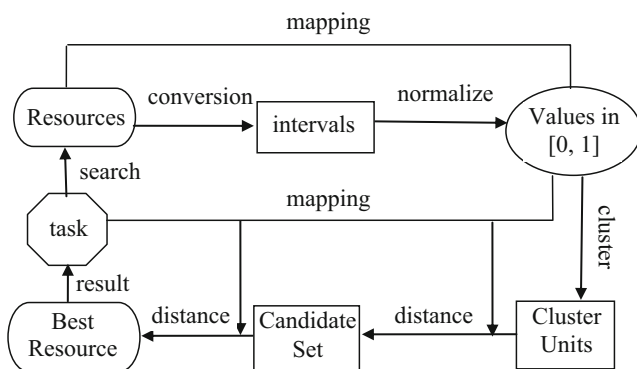 mapping
Resources
conversion
intervals
normalize
Values in
[0, 1]
search
mapping
task
cluster
result
Best
Resource
distance
Candidate
Set
distance
Cluster
Units